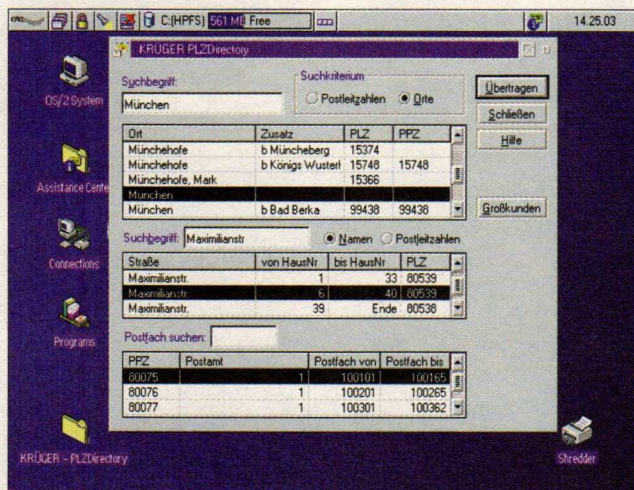 C:(HPFS) 561 MB Free 14.25.03
KRÜGER PLZDirectory
OS/2 System
Assistance Cente
Connections
Programs
KRÜGER - PLZDirectory
Shredder
Suchbegriff:
München
Suchkriterium
Postleitzahlen Orte
Übertragen
Schließen
Hilfe
Großkunden
Ort Zusatz PLZ PPZ
Münchehofe b Müncheberg 15374
Münchehofe b Königs Wusterl 15748 15748
Münchehofe, Mark 15366
München
München b Bad Berka 99438 99438
Suchbegriff: Maximilianstr Namen Postleitzahlen
Straße von HausNr bis HausNr PLZ
Maximilianstr. 1 33 80539
Maximilianstr. 6 40 80539
Maximilianstr. 39 Ende 80538
Postfach suchen:
PPZ Postamt Postfach von Postfach bis
80075 1 100101 100165
80076 1 100201 100265
80077 1 100301 100362